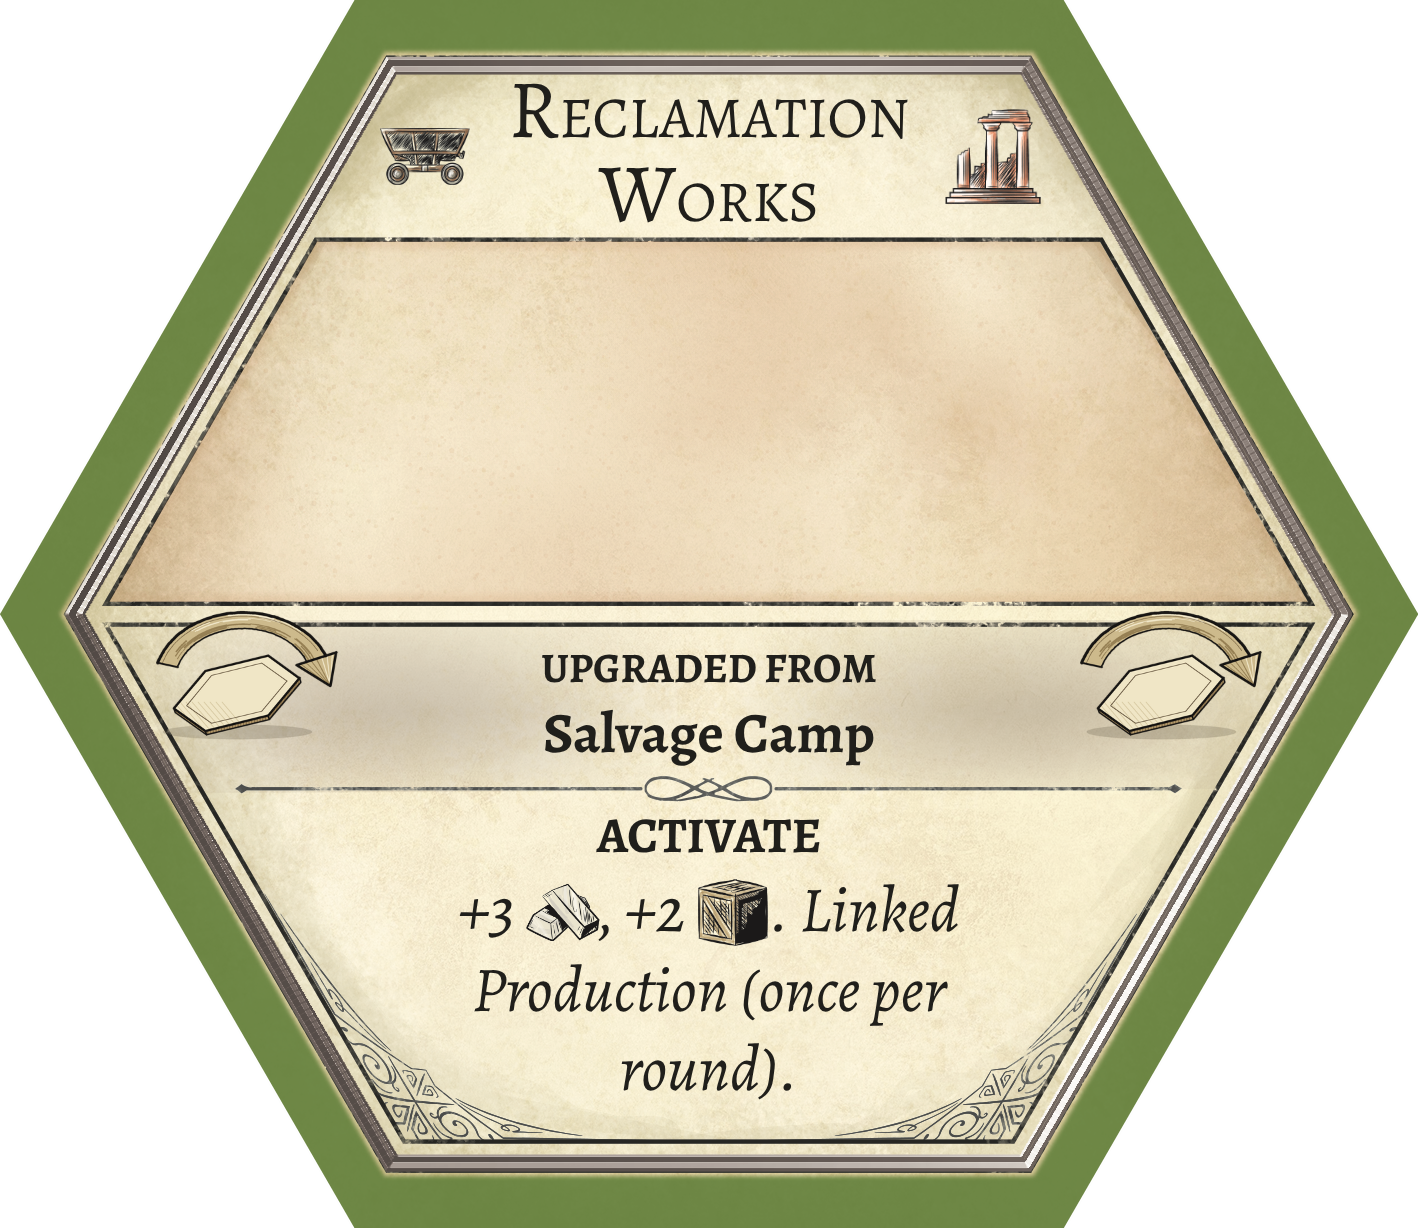 Reclamation
Works
UPGRADED FROM
Salvage Camp
ACTIVATE
+3 , +2 . Linked
Production (once per
round).